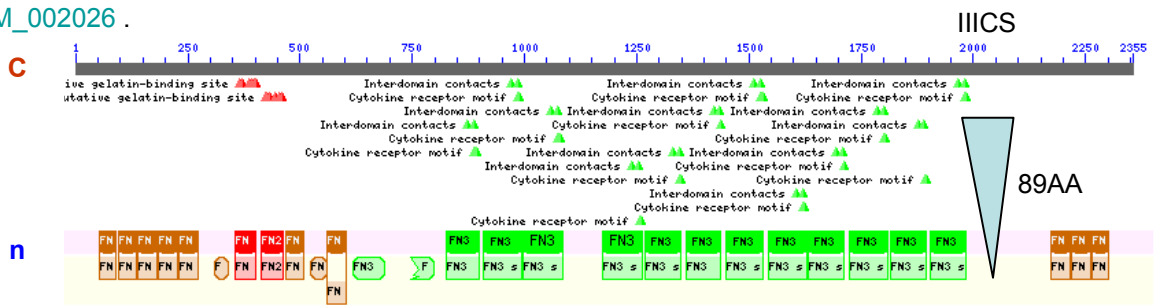 M_002026 .
IIICS
1 250 500 750 1000 1250 1500 1750 2000 2250 2355
C
ive gelatin-binding site Interdomain contacts Interdomain contacts Interdomain contacts
utative gelatin-binding site Cytokine receptor motif Cytokine receptor motif Cytokine receptor motif
Interdomain contacts Interdomain contacts Interdomain contacts
Interdomain contacts Cytokine receptor motif Interdomain contacts
Cytokine receptor motif Cytokine receptor motif
Cytokine receptor motif Interdomain contacts Interdomain contacts
Interdomain contacts Cytokine receptor motif
Cytokine receptor motif Cytokine receptor motif
89AA
Interdomain contacts
Cytokine receptor motif
Cytokine receptor motif
n
FN FN FN FN FN FN FN2 FN FN FN3 FN3 FN3 FN3 FN3 FN3 FN3 FN3 FN3 FN3 FN3 FN3 FN FN FN
FN FN FN FN FN F FN FN2 FN FN FN FN3 F FN3 FN3 s FN3 s FN3 s FN3 s FN3 s FN3 s FN3 s FN3 s FN3 s FN3 s FN3 s FN FN FN
FN